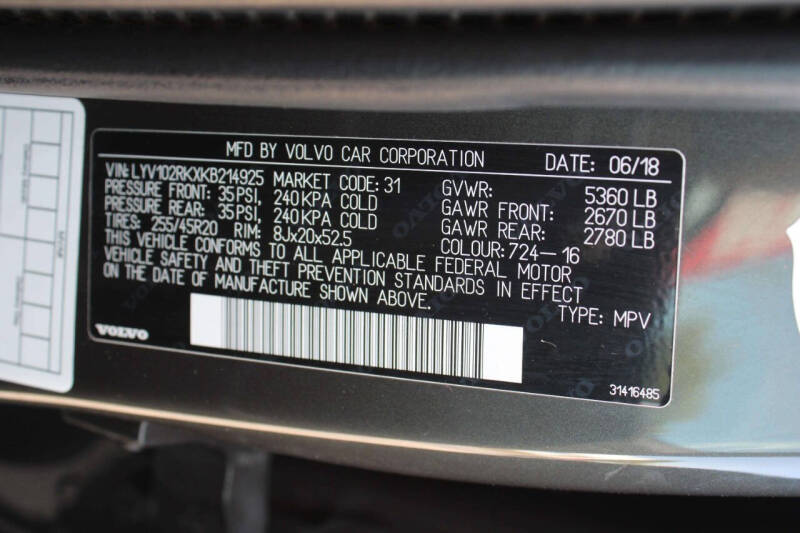 MFD BY VOLVO CAR CORPORATION DATE: 06/18
VIN: LYV102RKXKB214925 MARKET CODE: 31 GVWR: 5360 LB
PRESSURE FRONT: 35 PSI, 240 KPA COLD GAWR FRONT: 2670 LB
PRESSURE REAR: 35 PSI, 240 KPA COLD GAWR REAR: 2780 LB
TIRES: 255/45R20 RIM: 8Jx20x52.5 COLOUR: 724-16
THIS VEHICLE CONFORMS TO ALL APPLICABLE FEDERAL MOTOR
VEHICLE SAFETY AND THEFT PREVENTION STANDARDS IN EFFECT
ON THE DATE OF MANUFACTURE SHOWN ABOVE. TYPE: MPV
VOLVO
31416485